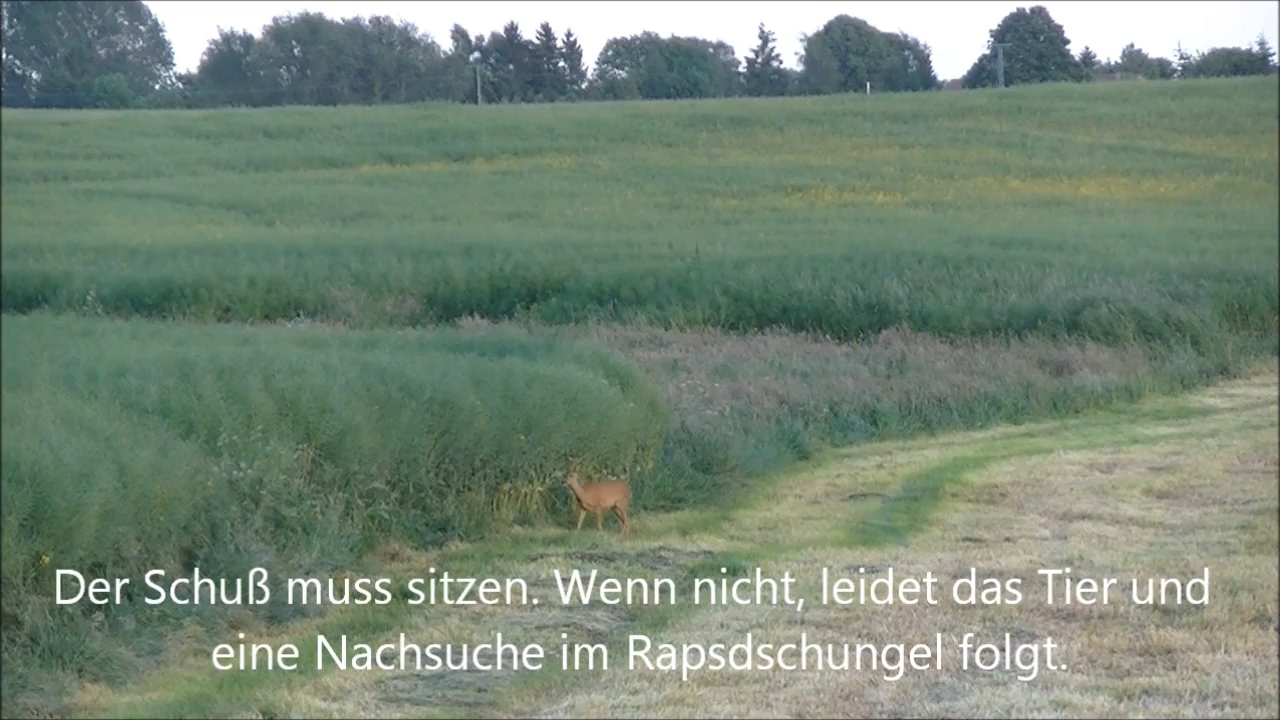 Der Schuß muss sitzen. Wenn nicht, leidet das Tier und
eine Nachsuche im Rapsdschungel folgt.